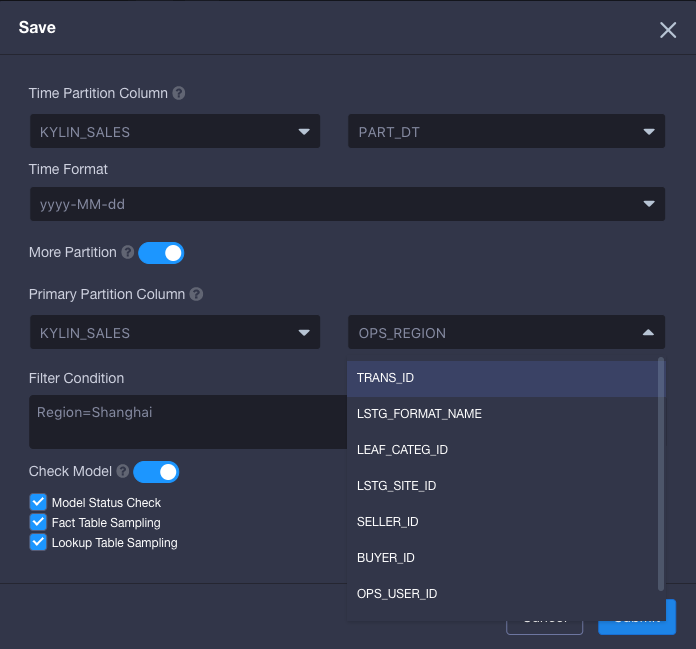 Save
Time Partition Column ?
KYLIN_SALES PART_DT
Time Format
yyyy-MM-dd
More Partition ?
Primary Partition Column ?
KYLIN_SALES OPS_REGION
TRANS_ID
LSTG_FORMAT_NAME
LEAF_CATEG_ID
LSTG_SITE_ID
SELLER_ID
BUYER_ID
OPS_USER_ID
Filter Condition
Region=Shanghai
Check Model ?
Model Status Check
Fact Table Sampling
Lookup Table Sampling